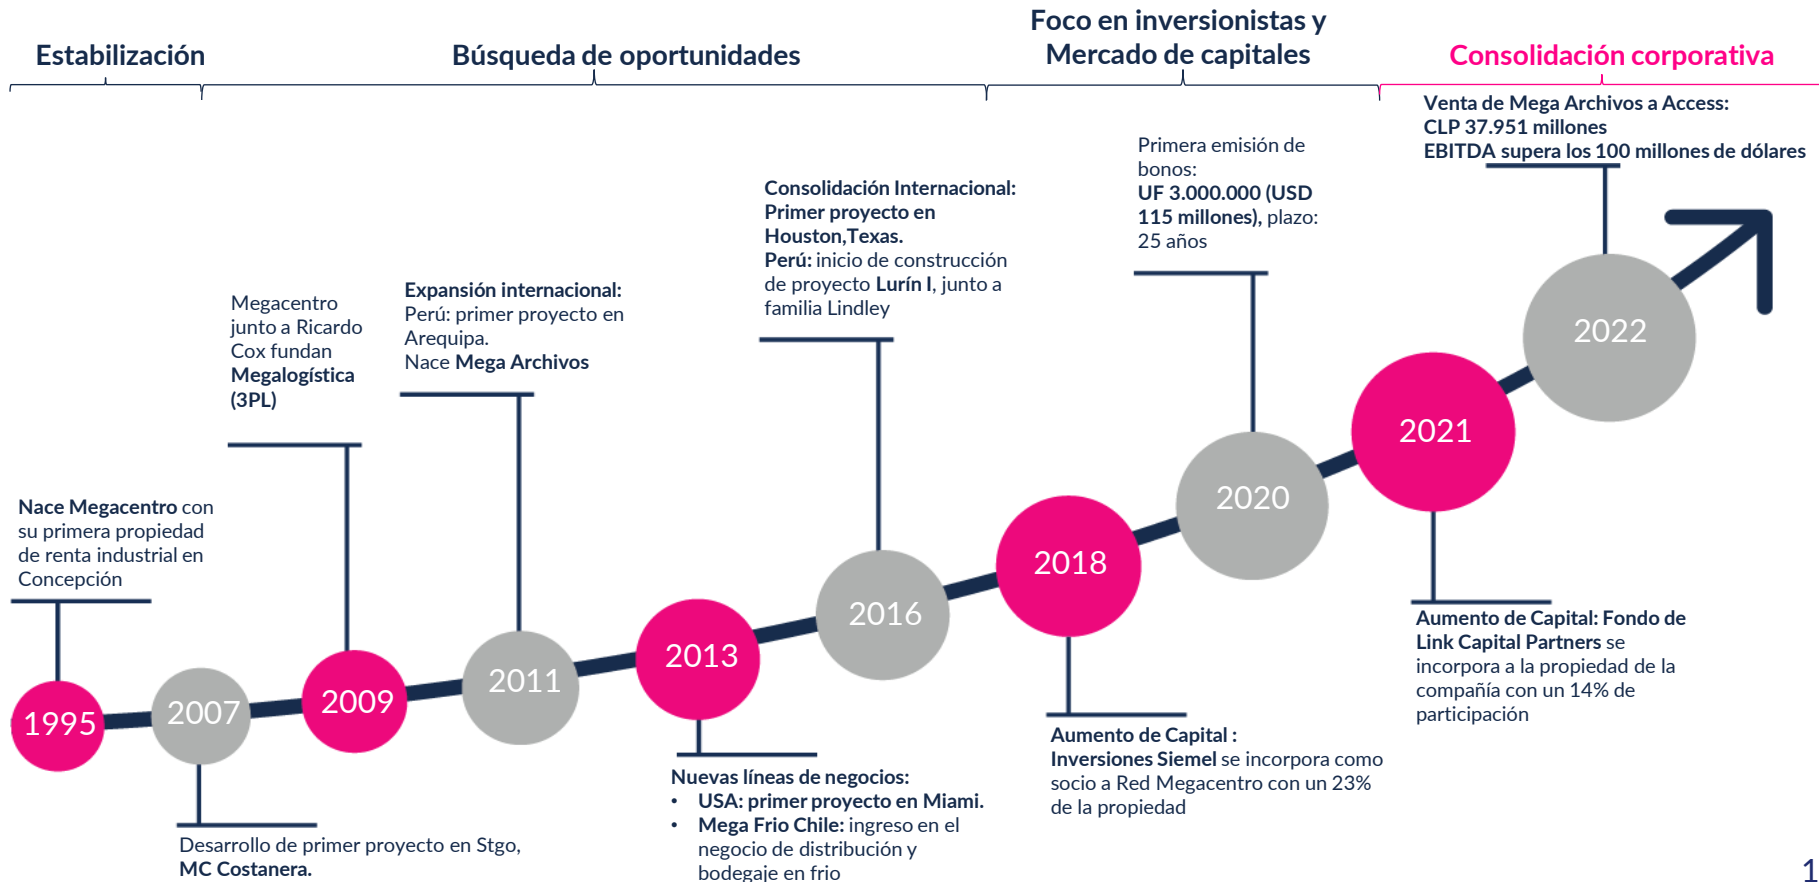 Estabilización
Búsqueda de oportunidades
Foco en inversionistas y
Mercado de capitales
Consolidación corporativa
Nace Megacentro con
su primera propiedad
de renta industrial en
Concepción
1995
2007
Desarrollo de primer proyecto en Stgo,
MC Costanera.
Megacentro
junto a Ricardo
Cox fundan
Megalogística
(3PL)
2009
Expansión internacional:
Perú: primer proyecto en
Arequipa.
Nace Mega Archivos
2011
2013
Nuevas líneas de negocios:
• USA: primer proyecto en Miami.
• Mega Frio Chile: ingreso en el
negocio de distribución y
bodegaje en frio
Consolidación Internacional:
Primer proyecto en
Houston,Texas.
Perú: inicio de construcción
de proyecto Lurín I, junto a
familia Lindley
2016
2018
Aumento de Capital :
Inversiones Siemel se incorpora como
socio a Red Megacentro con un 23%
de la propiedad
Primera emisión de
bonos:
UF 3.000.000 (USD
115 millones), plazo:
25 años
2020
2021
Aumento de Capital: Fondo de
Link Capital Partners se
incorpora a la propiedad de la
compañía con un 14% de
participación
Venta de Mega Archivos a Access:
CLP 37.951 millones
EBITDA supera los 100 millones de dólares
2022
1